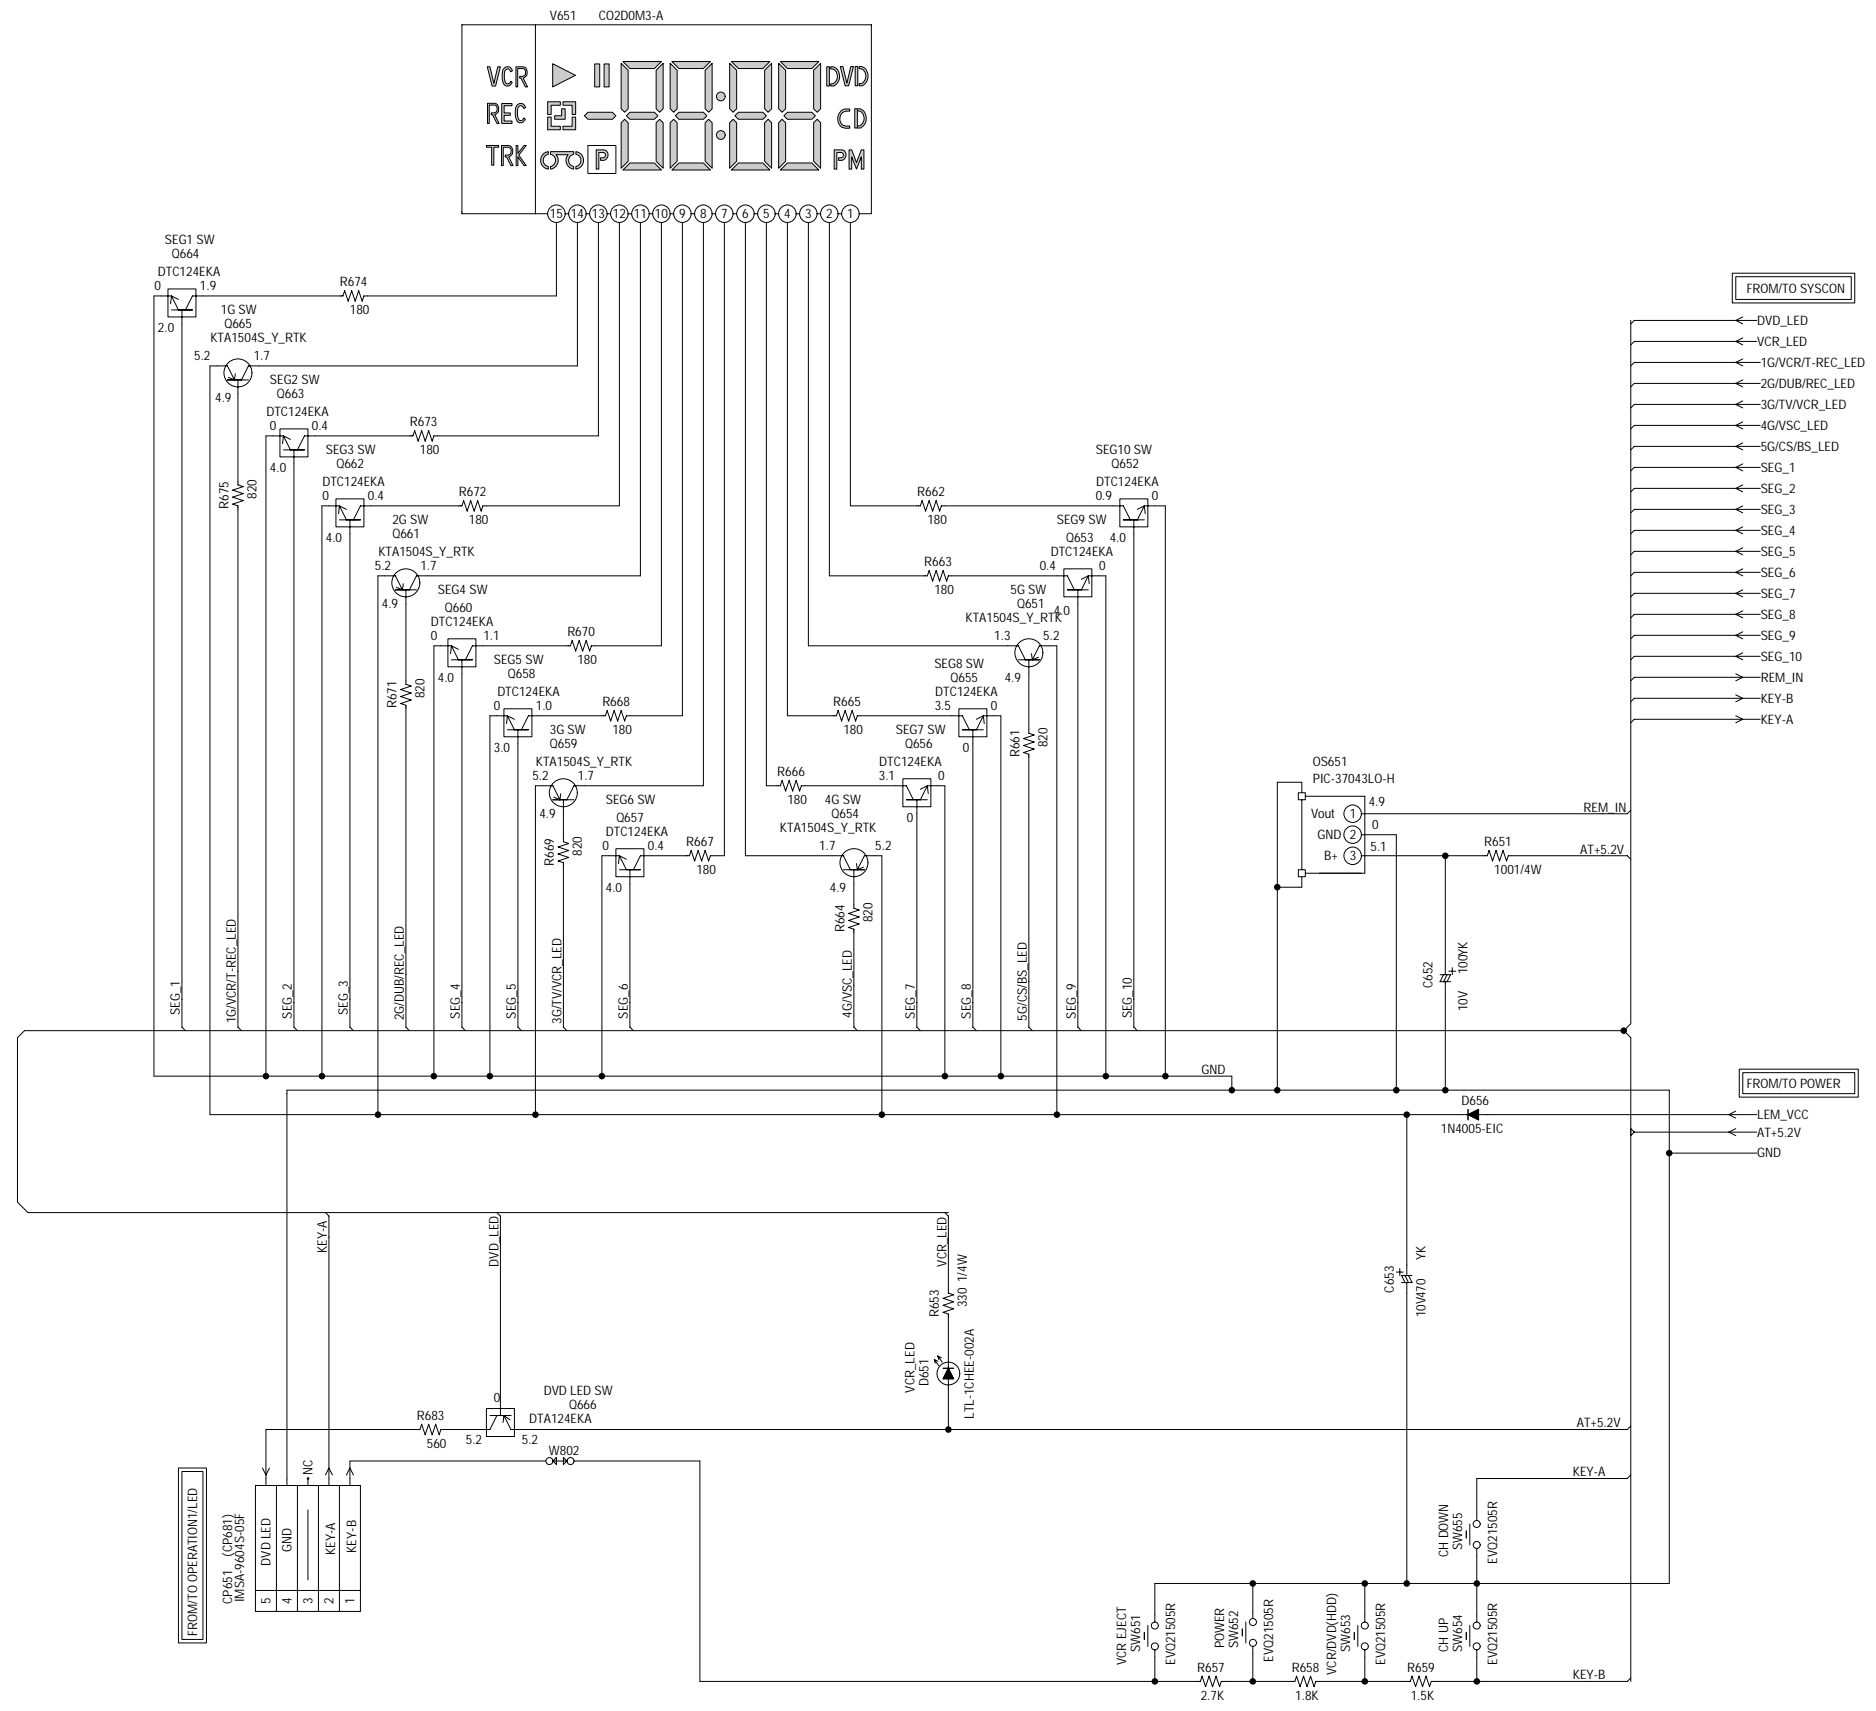 V651 CO2D0M3-A
VCR DVD
REC CD
TRK P PM
15 14 13 12 11 10 9 8 7 6 5 4 3 2 1
SEG1 SW
Q664
DTC124EKA
0 1.9
2.0
R674
180
1G SW
Q665
KTA1504S_Y_RTK
5.2 1.7
4.9
R675
820
SEG2 SW
Q663
DTC124EKA
0 0.4
4.0
R673
180
SEG3 SW
Q662
DTC124EKA
0 0.4
4.0
R672
180
2G SW
Q661
KTA1504S_Y_RTK
5.2 1.7
4.9
R671
820
SEG4 SW
Q660
DTC124EKA
0 1.1
4.0
R670
180
SEG5 SW
Q658
DTC124EKA
0 1.0
3.0
R668
180
3G SW
Q659
KTA1504S_Y_RTK
5.2 1.7
4.9
R669
820
SEG6 SW
Q657
DTC124EKA
0 0.4
4.0
R667
180
SEG10 SW
Q652
DTC124EKA
0.9 0
4.0
R662
180
SEG9 SW
Q653
DTC124EKA
0.4 0
4.0
R663
180
5G SW
Q651
KTA1504S_Y_RTK
1.3 5.2
4.9
R661
820
SEG8 SW
Q655
DTC124EKA
3.5 0
0
R665
180
SEG7 SW
Q656
DTC124EKA
3.1 0
0
R666
180
4G SW
Q654
KTA1504S_Y_RTK
1.7 5.2
4.9
R664
820
SEG_1
1G/VCR/T-REC_LED
SEG_2
SEG_3
2G/DUB/REC_LED
SEG_4
SEG_5
3G/TV/VCR_LED
SEG_6
4G/VSC_LED
SEG_7
SEG_8
5G/CS/BS_LED
SEG_9
SEG_10
FROM/TO SYSCON
DVD_LED
VCR_LED
1G/VCR/T-REC_LED
2G/DUB/REC_LED
3G/TV/VCR_LED
4G/VSC_LED
5G/CS/BS_LED
SEG_1
SEG_2
SEG_3
SEG_4
SEG_5
SEG_6
SEG_7
SEG_8
SEG_9
SEG_10
REM_IN
KEY-B
KEY-A
OS651
PIC-37043LO-H
Vout 1 4.9
GND 2 0
B+ 3 5.1
REM_IN
R651
1001/4W
AT+5.2V
C652
100YK
10V
GND
FROM/TO POWER
D656
1N4005-EIC
LEM_VCC
AT+5.2V
GND
KEY-A
DVD_LED
VCR_LED
R653
330 1/4W
VCR_LED
D651
LTL-1CHEE-002A
C653
YK
10V470
DVD LED SW
Q666
DTA124EKA
0
5.2 5.2
R683
560
W802
AT+5.2V
FROM/TO OPERATION1/LED
CP651 (CP681)
IMSA-9604S-05F
NC
5 DVD LED
4 GND
3
2 KEY-A
1 KEY-B
KEY-A
CH DOWN
SW655
EVQ21505R
VCR EJECT
SW651
EVQ21505R
POWER
SW652
EVQ21505R
VCR/DVD(HDD)
SW653
EVQ21505R
CH UP
SW654
EVQ21505R
R657
2.7K
R658
1.8K
R659
1.5K
KEY-B